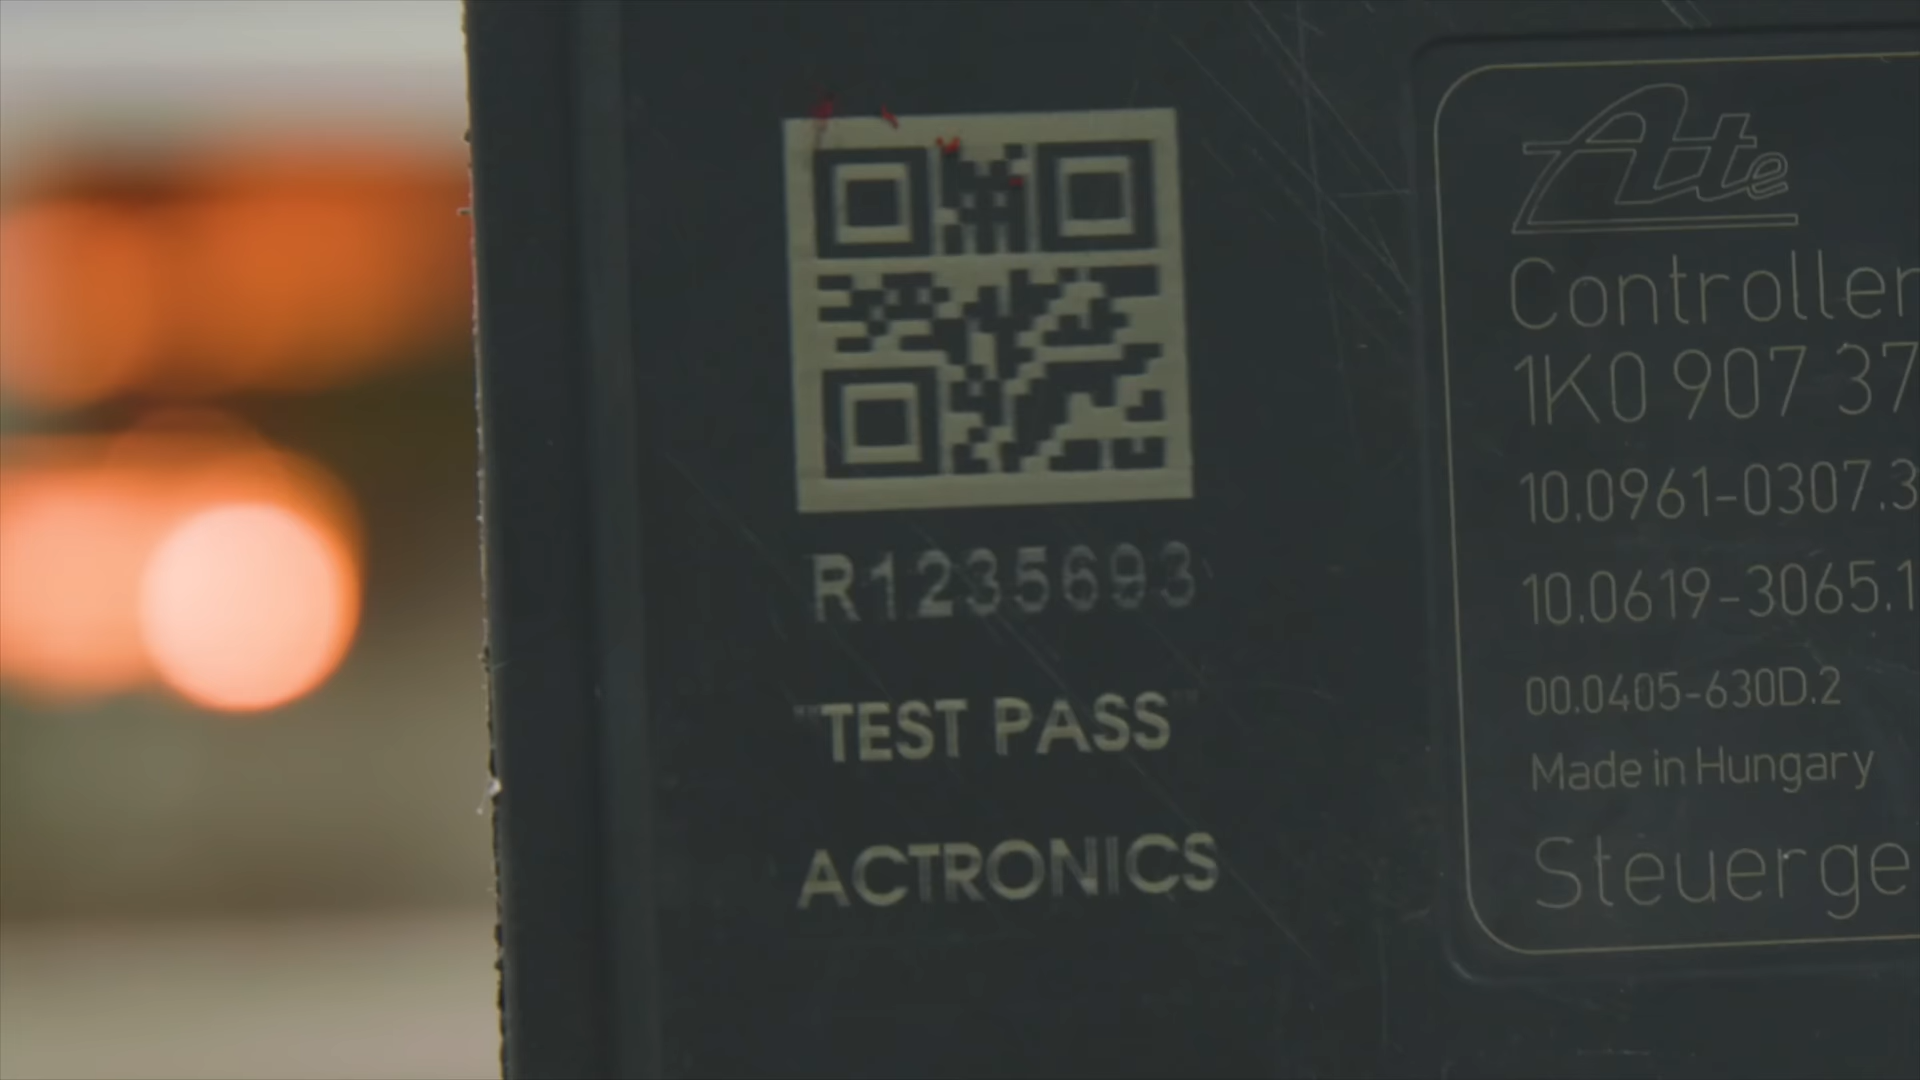 R1235693
"TEST PASS"
ACTRONICS
Ate
Controller
1K0 907 37
10.0961-0307.3
10.0619-3065.1
00.0405-630D.2
Made in Hungary
Steuerge